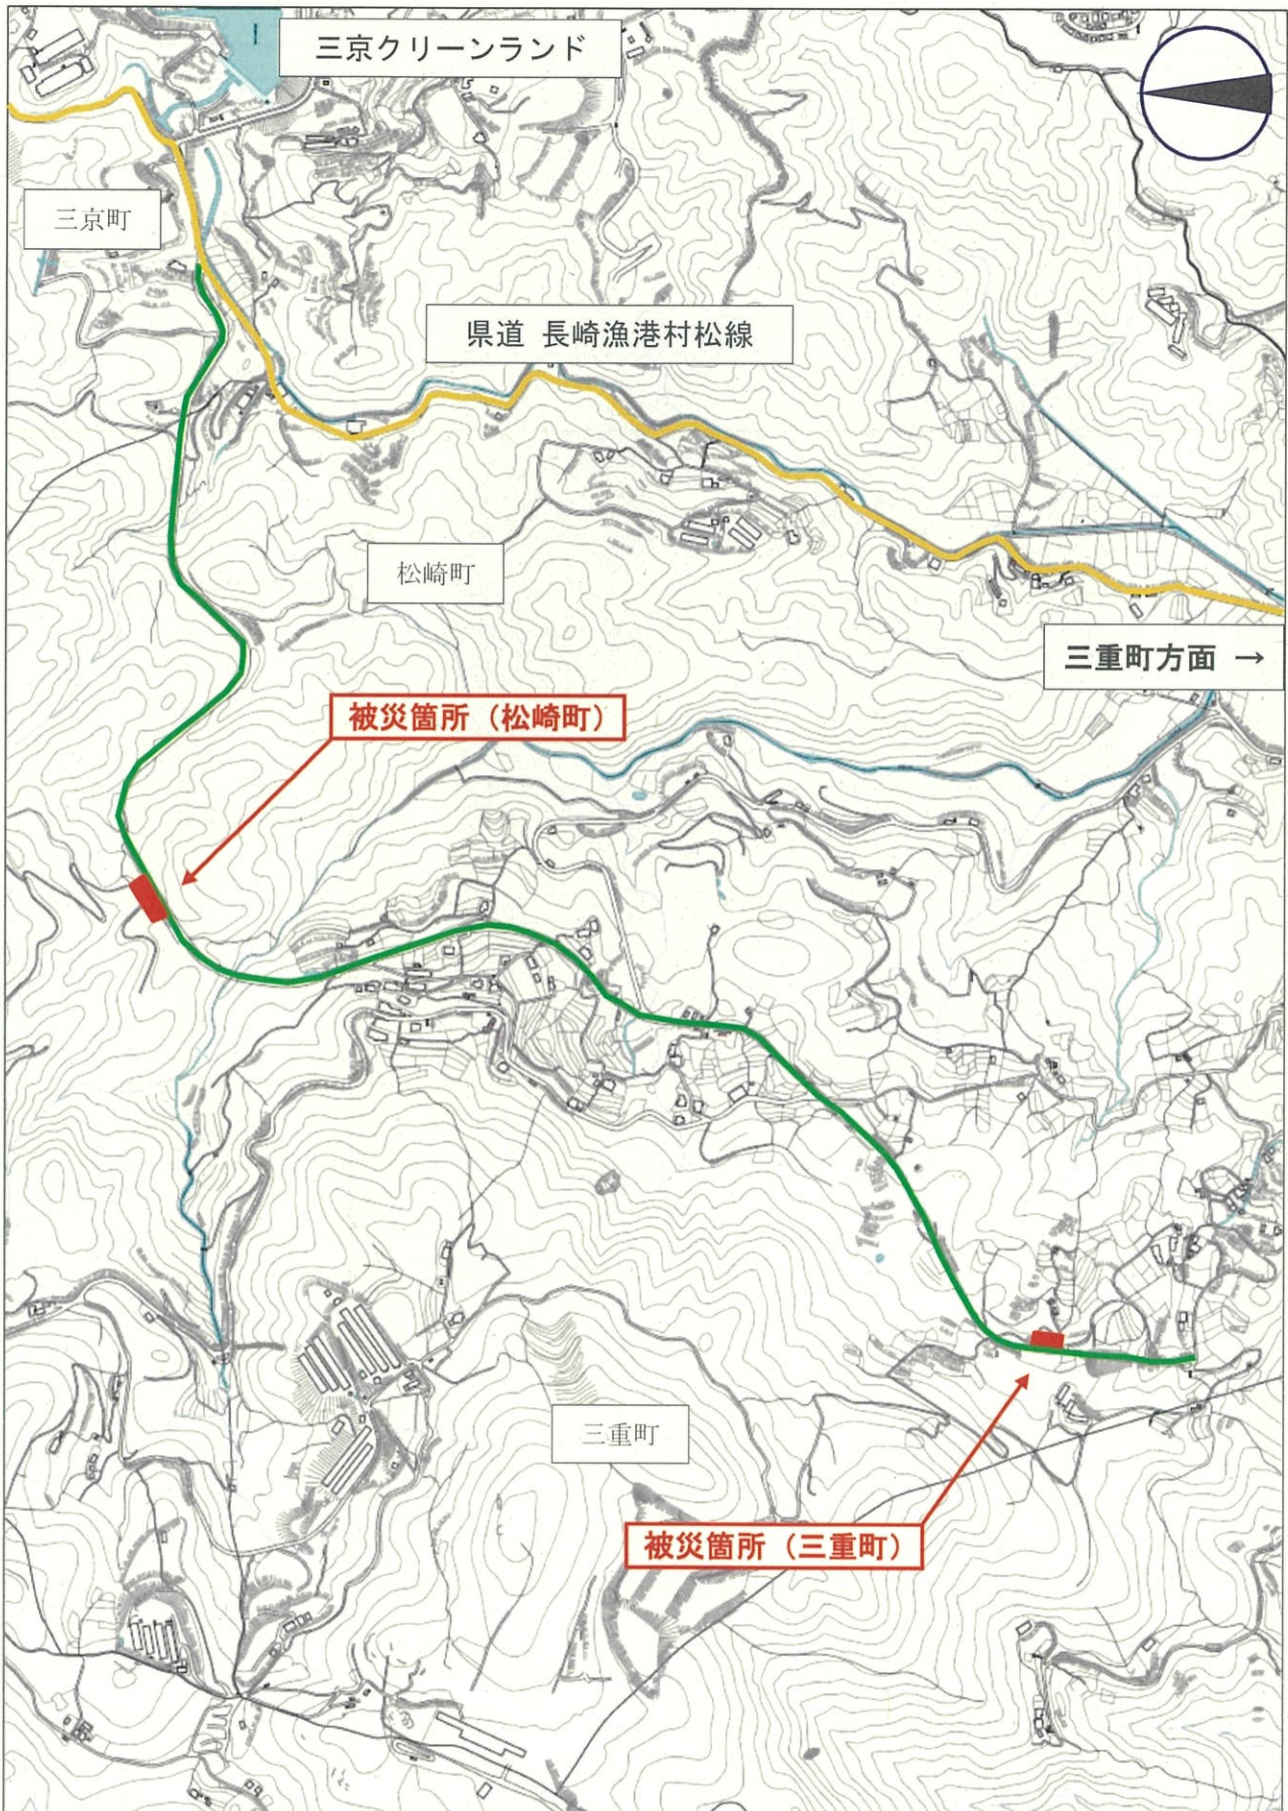 三京クリーンランド
三京町
県道 長崎漁港村松線
松崎町
三重町方面 →
被災箇所（松崎町）
三重町
被災箇所（三重町）